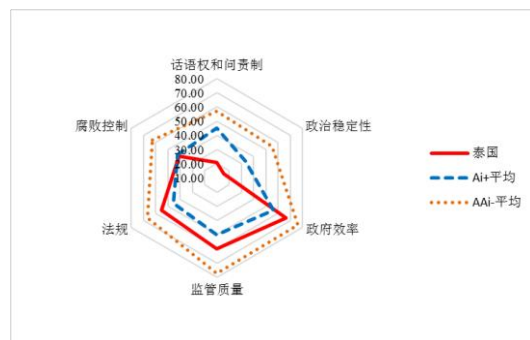 话语权和问责制
80.00
70.00
60.00
50.00
40.00
30.00
20.00
10.00
政治稳定性
政府效率
监管质量
法规
腐败控制
泰国
Ai+平均
AAi-平均